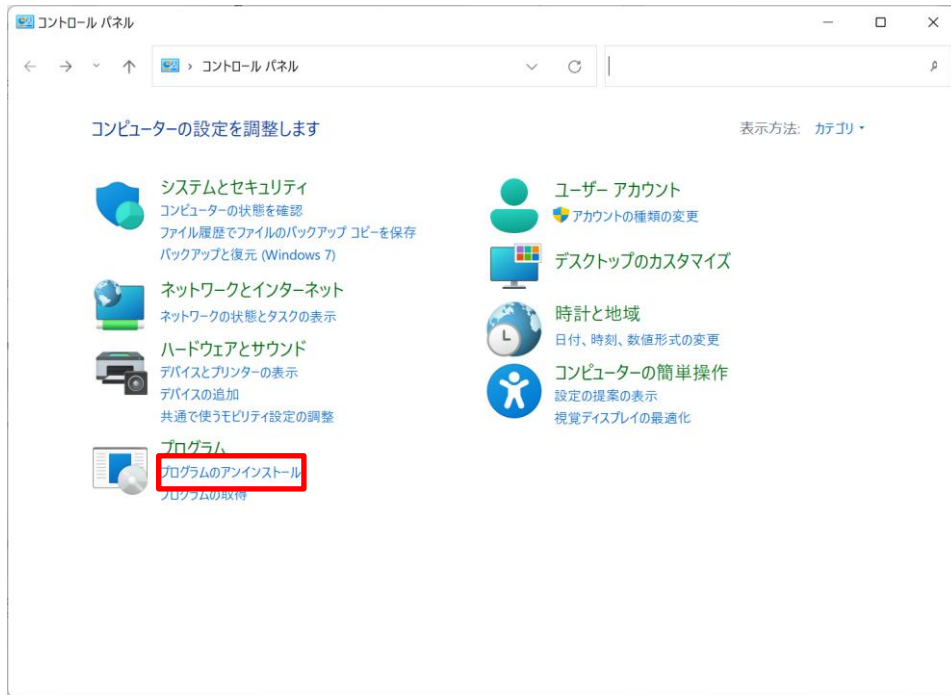 コントロール パネル
コントロール パネル
コンピューターの設定を調整します
表示方法: カテゴリ
システムとセキュリティ
コンピューターの状態を確認
ファイル履歴でファイルのバックアップ コピーを保存
バックアップと復元 (Windows 7)
ネットワークとインターネット
ネットワークの状態とタスクの表示
ハードウェアとサウンド
デバイスとプリンターの表示
デバイスの追加
共通で使うモビリティ設定の調整
プログラム
プログラムのアンインストール
プログラムの取得
ユーザー アカウント
アカウントの種類の変更
デスクトップのカスタマイズ
時計と地域
日付、時刻、数値形式の変更
コンピューターの簡単操作
設定の提案の表示
視覚ディスプレイの最適化